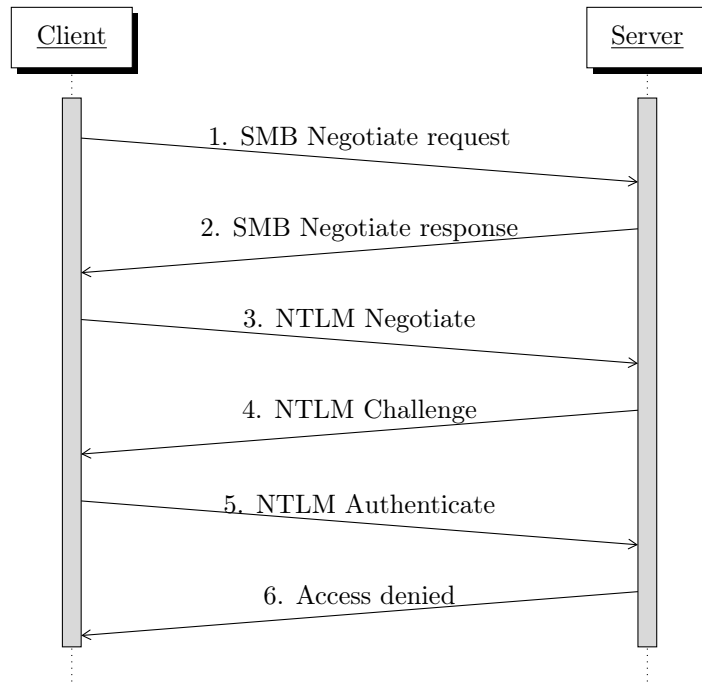 Client
Server
1. SMB Negotiate request
2. SMB Negotiate response
3. NTLM Negotiate
4. NTLM Challenge
5. NTLM Authenticate
6. Access denied